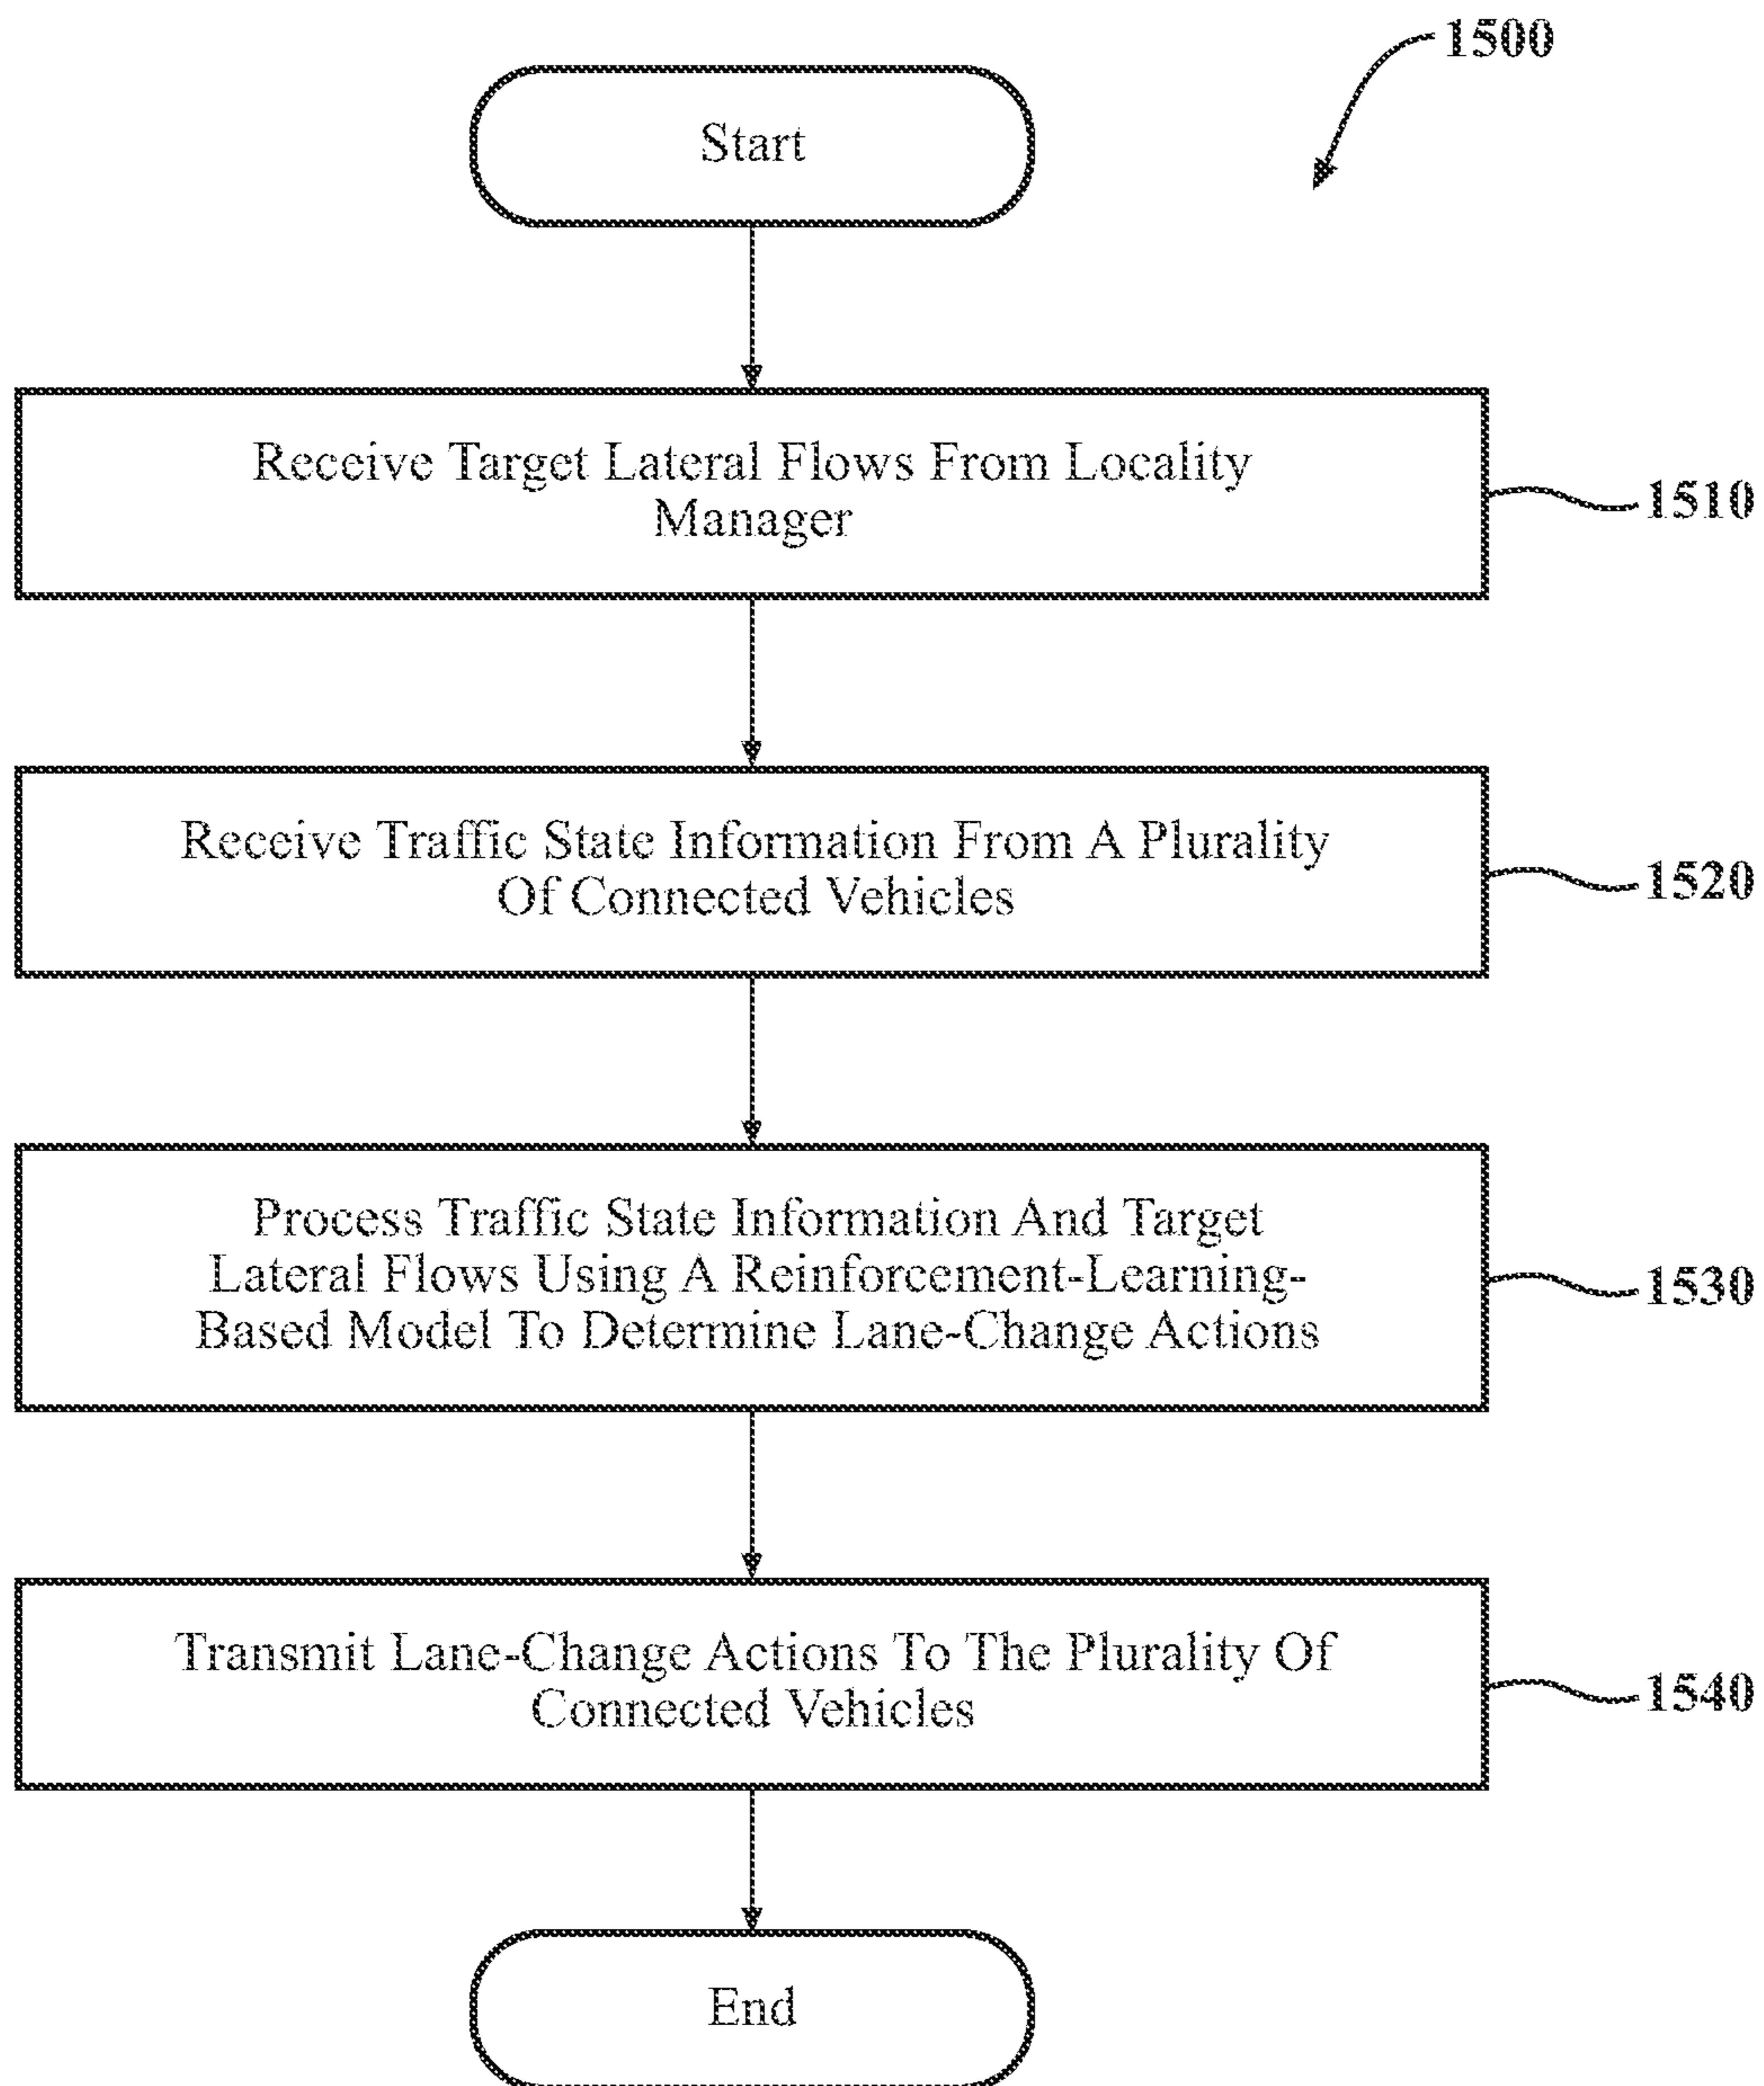 1500
Start
Receive Target Lateral Flows From Locality
Manager
1510
Receive Traffic State Information From A Plurality
Of Connected Vehicles
1520
Process Traffic State Information And Target
Lateral Flows Using A Reinforcement-Learning-
Based Model To Determine Lane-Change Actions
1530
Transmit Lane-Change Actions To The Plurality Of
Connected Vehicles
1540
End